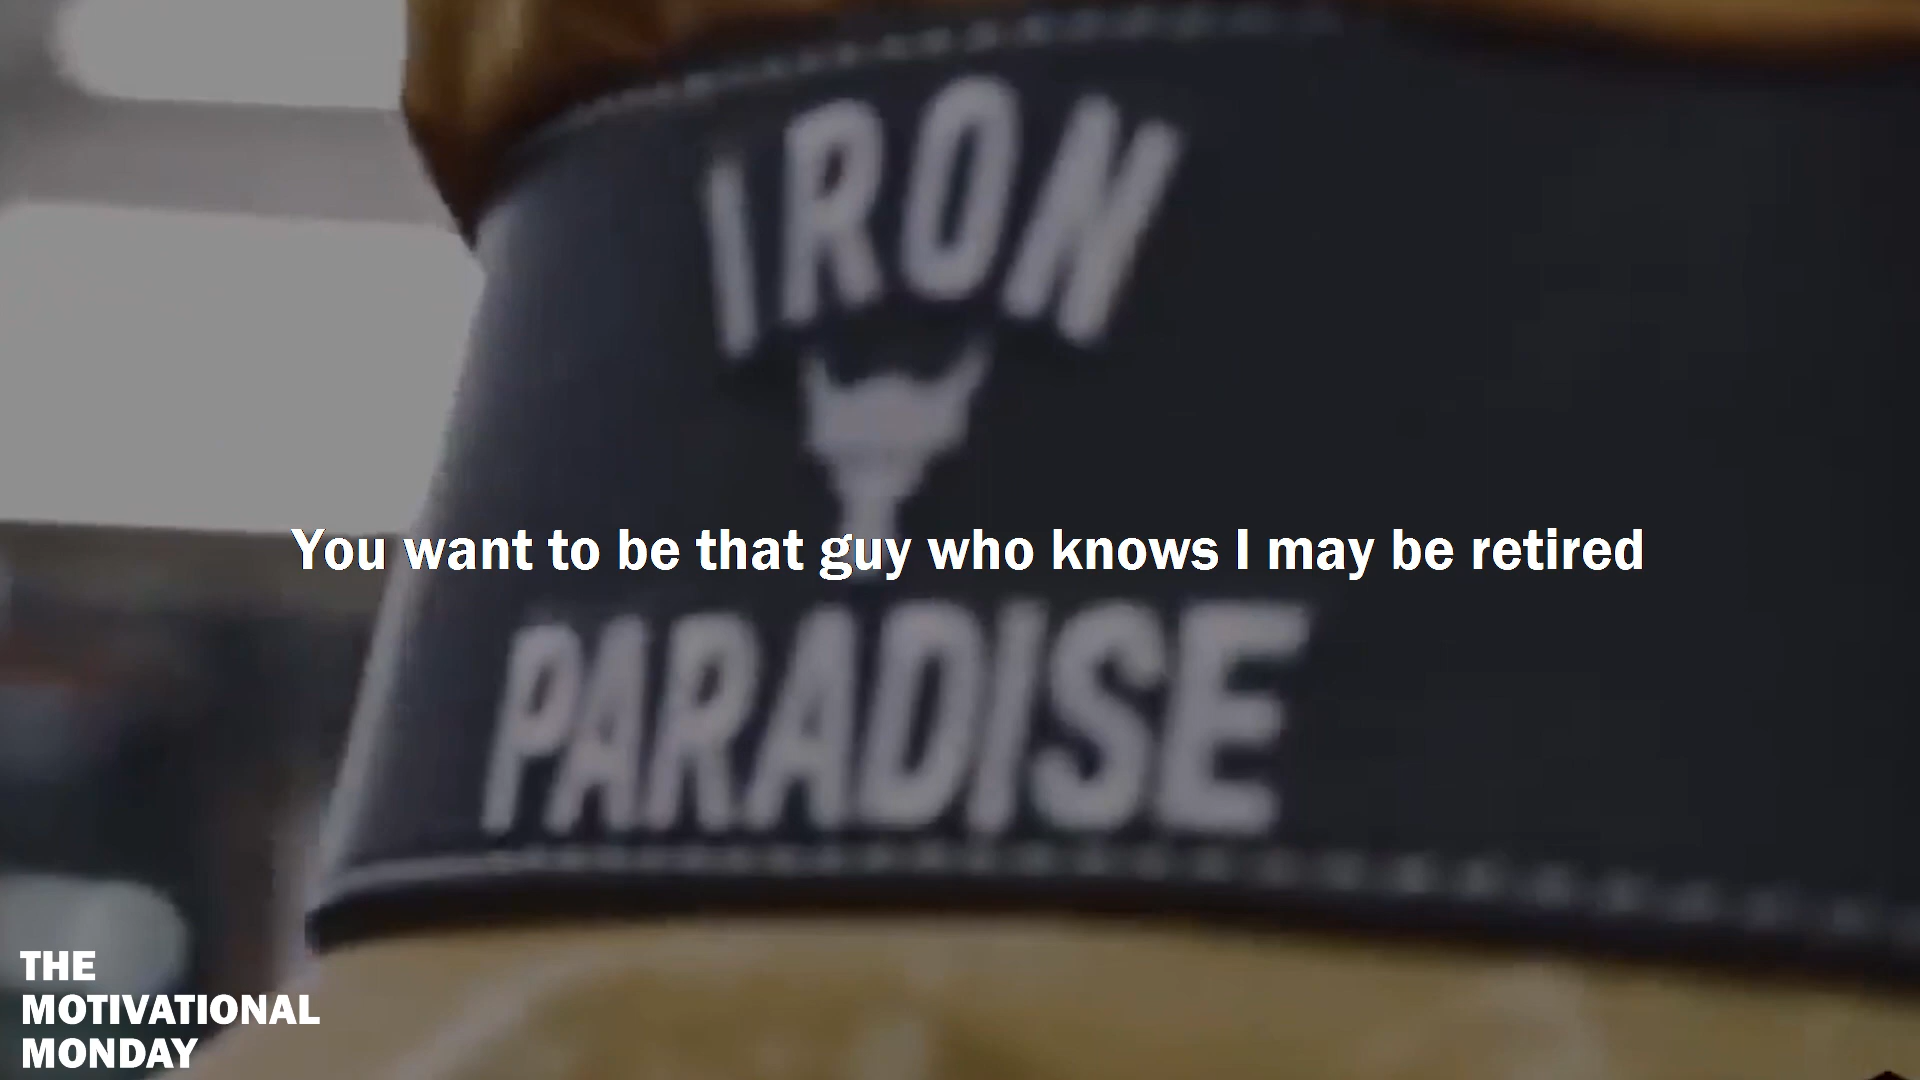 IRON
You want to be that guy who knows I may be retired
PARADISE
THE
MOTIVATIONAL
MONDAY